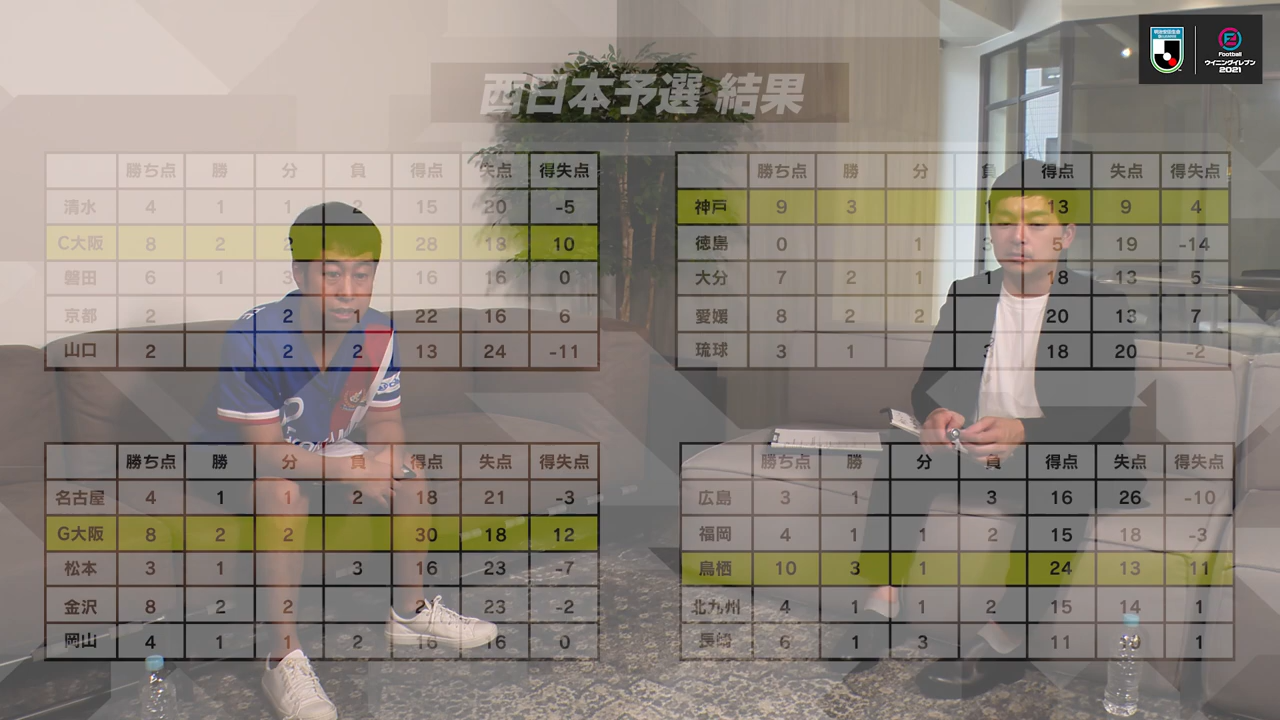 明治安田生命
Football
ウイニングイレブン
2021
西日本予選 結果
勝ち点 勝 分 負 得点 失点 得失点
清水 4 1 1 2 15 20 -5
C大阪 8 2 2 28 18 10
磐田 6 1 3 16 16 0
京都 2 2 1 22 16 6
山口 2 2 2 13 24 -11
勝ち点 勝 分 負 得点 失点 得失点
神戸 9 3 1 13 9 4
徳島 0 1 3 5 19 -14
大分 7 2 1 1 18 13 5
愛媛 8 2 2 20 13 7
琉球 3 1 3 18 20 -2
勝ち点 勝 分 負 得点 失点 得失点
名古屋 4 1 1 2 18 21 -3
G大阪 8 2 2 30 18 12
松本 3 1 3 16 23 -7
金沢 8 2 2 23 -2
岡山 4 1 1 2 16 16 0
勝ち点 勝 分 負 得点 失点 得失点
広島 3 1 3 16 26 -10
福岡 4 1 1 2 15 18 -3
鳥栖 10 3 1 24 13 11
北九州 4 1 1 2 15 14 1
長崎 6 1 3 11 10 1